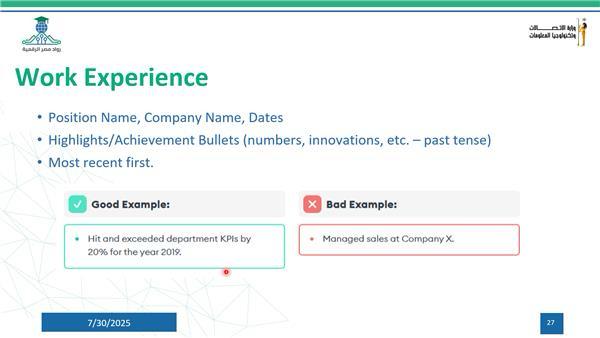 وزارة الاتصــــالات
وتكنولوجيا المعلومات
رواد مصر الرقمية
Work Experience
• Position Name, Company Name, Dates
• Highlights/Achievement Bullets (numbers, innovations, etc. – past tense)
• Most recent first.
Good Example:
Bad Example:
• Hit and exceeded department KPIs by
20% for the year 2019.
• Managed sales at Company X.
7/30/2025
27